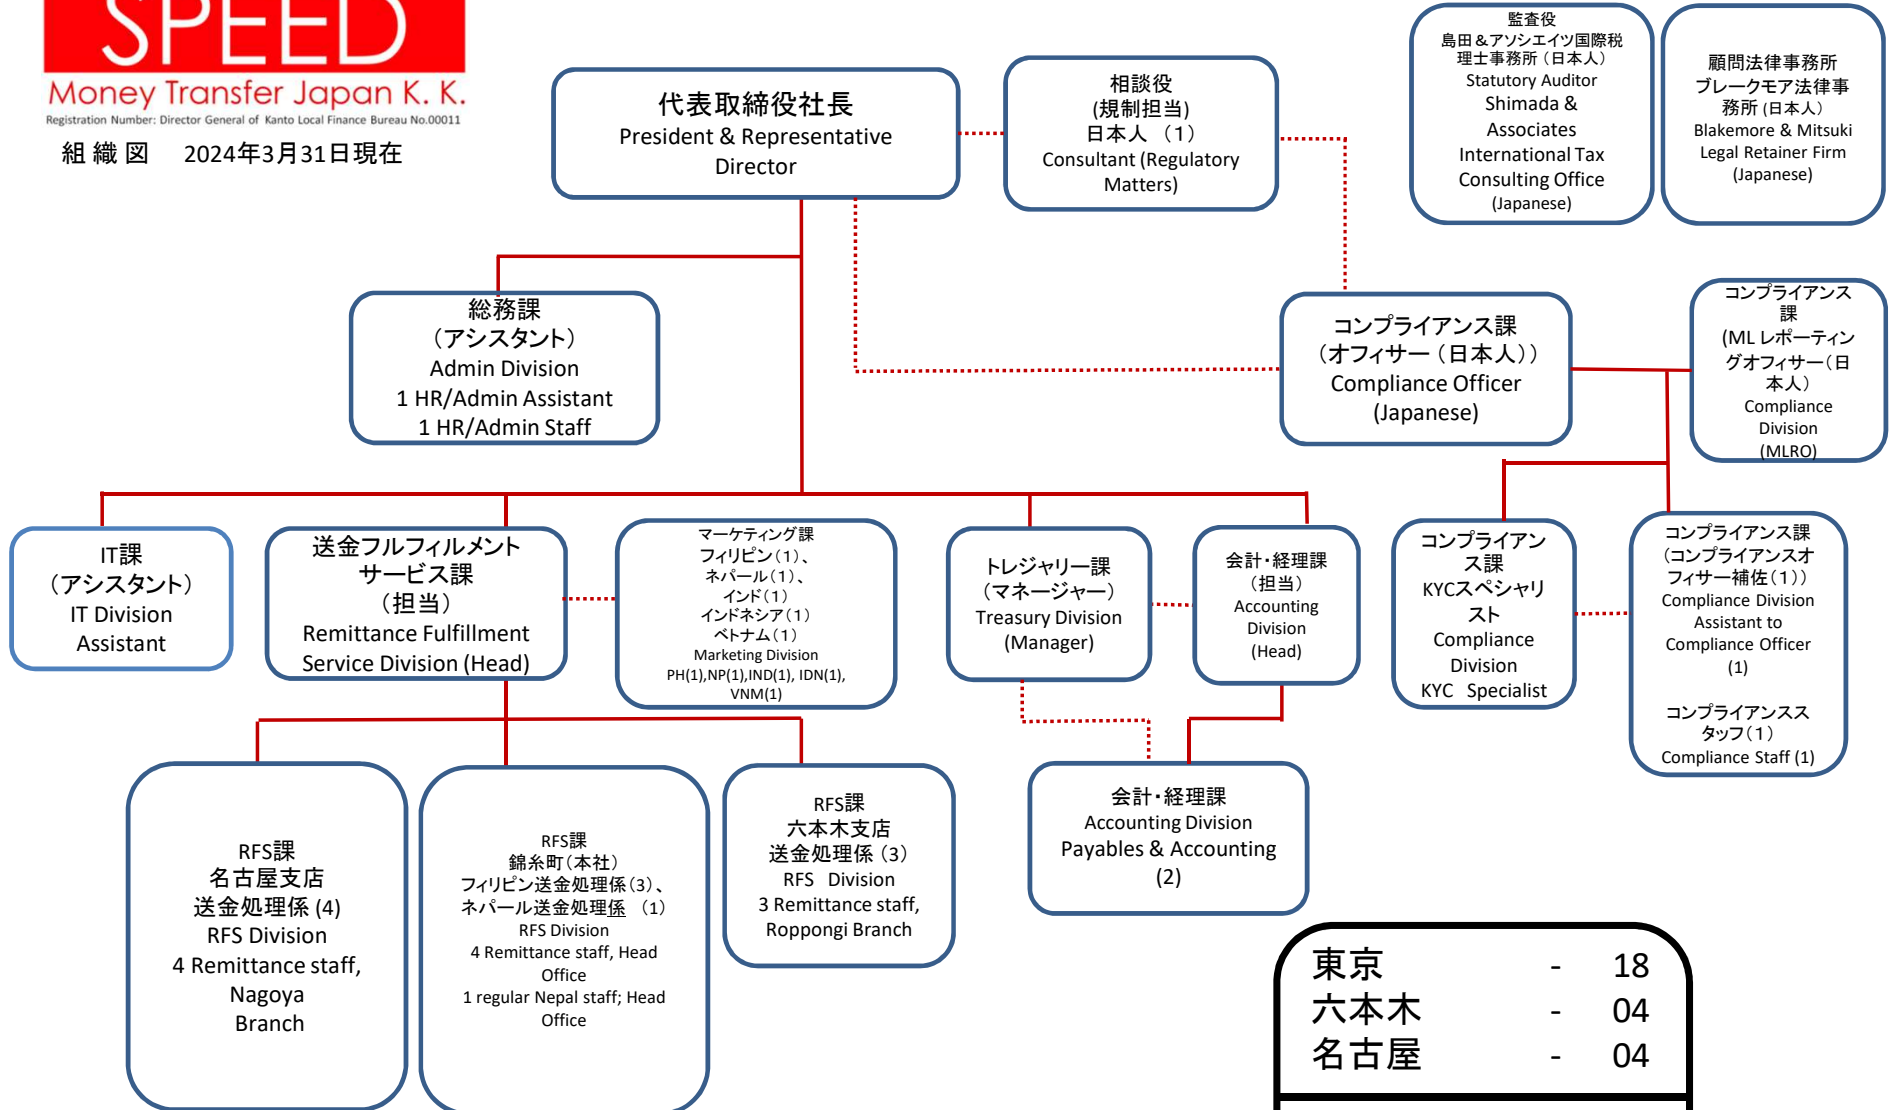 SPEED
Money Transfer Japan K. K.
Registration Number: Director General of Kanto Local Finance Bureau No.00011
組 織 図 2024年3月31日現在
代表取締役社長
President & Representative
Director
相談役
(規制担当)
日本人 （1）
Consultant (Regulatory
Matters)
監査役
島田＆アソシエイツ国際税
理士事務所（日本人）
Statutory Auditor
Shimada &
Associates
International Tax
Consulting Office
(Japanese)
顧問法律事務所
ブレークモア法律事
務所 (日本人）
Blakemore & Mitsuki
Legal Retainer Firm
(Japanese)
総務課
（アシスタント）
Admin Division
1 HR/Admin Assistant
1 HR/Admin Staff
コンプライアンス課
（オフィサー（日本人））
Compliance Officer
(Japanese)
コンプライアンス
課
(ML レポーティン
グオフィサー（日
本人）
Compliance
Division
(MLRO)
IT課
（アシスタント）
IT Division
Assistant
送金フルフィルメント
サービス課
（担当）
Remittance Fulfillment
Service Division (Head)
マーケティング課
フィリピン（1）、
ネパール（1）、
インド（1）
インドネシア（1）
ベトナム（1）
Marketing Division
PH(1),NP(1),IND(1), IDN(1),
VNM(1)
トレジャリー課
（マネージャー）
Treasury Division
(Manager)
会計・経理課
（担当）
Accounting
Division
(Head)
コンプライアン
ス課
KYCスペシャリ
スト
Compliance
Division
KYC Specialist
コンプライアンス課
（コンプライアンスオ
フィサー補佐（1））
Compliance Division
Assistant to
Compliance Officer
(1)
コンプライアンスス
タッフ（1）
Compliance Staff (1)
RFS課
名古屋支店
送金処理係 (4)
RFS Division
4 Remittance staff,
Nagoya
Branch
RFS課
錦糸町（本社）
フィリピン送金処理係（3）、
ネパール送金処理係 （1）
RFS Division
4 Remittance staff, Head
Office
1 regular Nepal staff; Head
Office
RFS課
六本木支店
送金処理係（3）
RFS Division
3 Remittance staff,
Roppongi Branch
会計・経理課
Accounting Division
Payables & Accounting
(2)
東京 - 18
六本木 - 04
名古屋 - 04